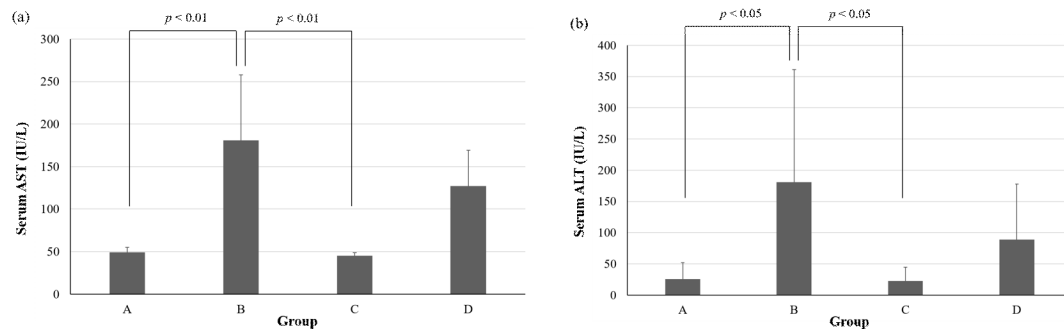 (a)
p < 0.01
p < 0.01
300
250
200
150
100
50
0
Serum AST (IU/L)
A
B
C
D
Group
(b)
p < 0.05
p < 0.05
400
350
300
250
200
150
100
50
0
Serum ALT (IU/L)
A
B
C
D
Group